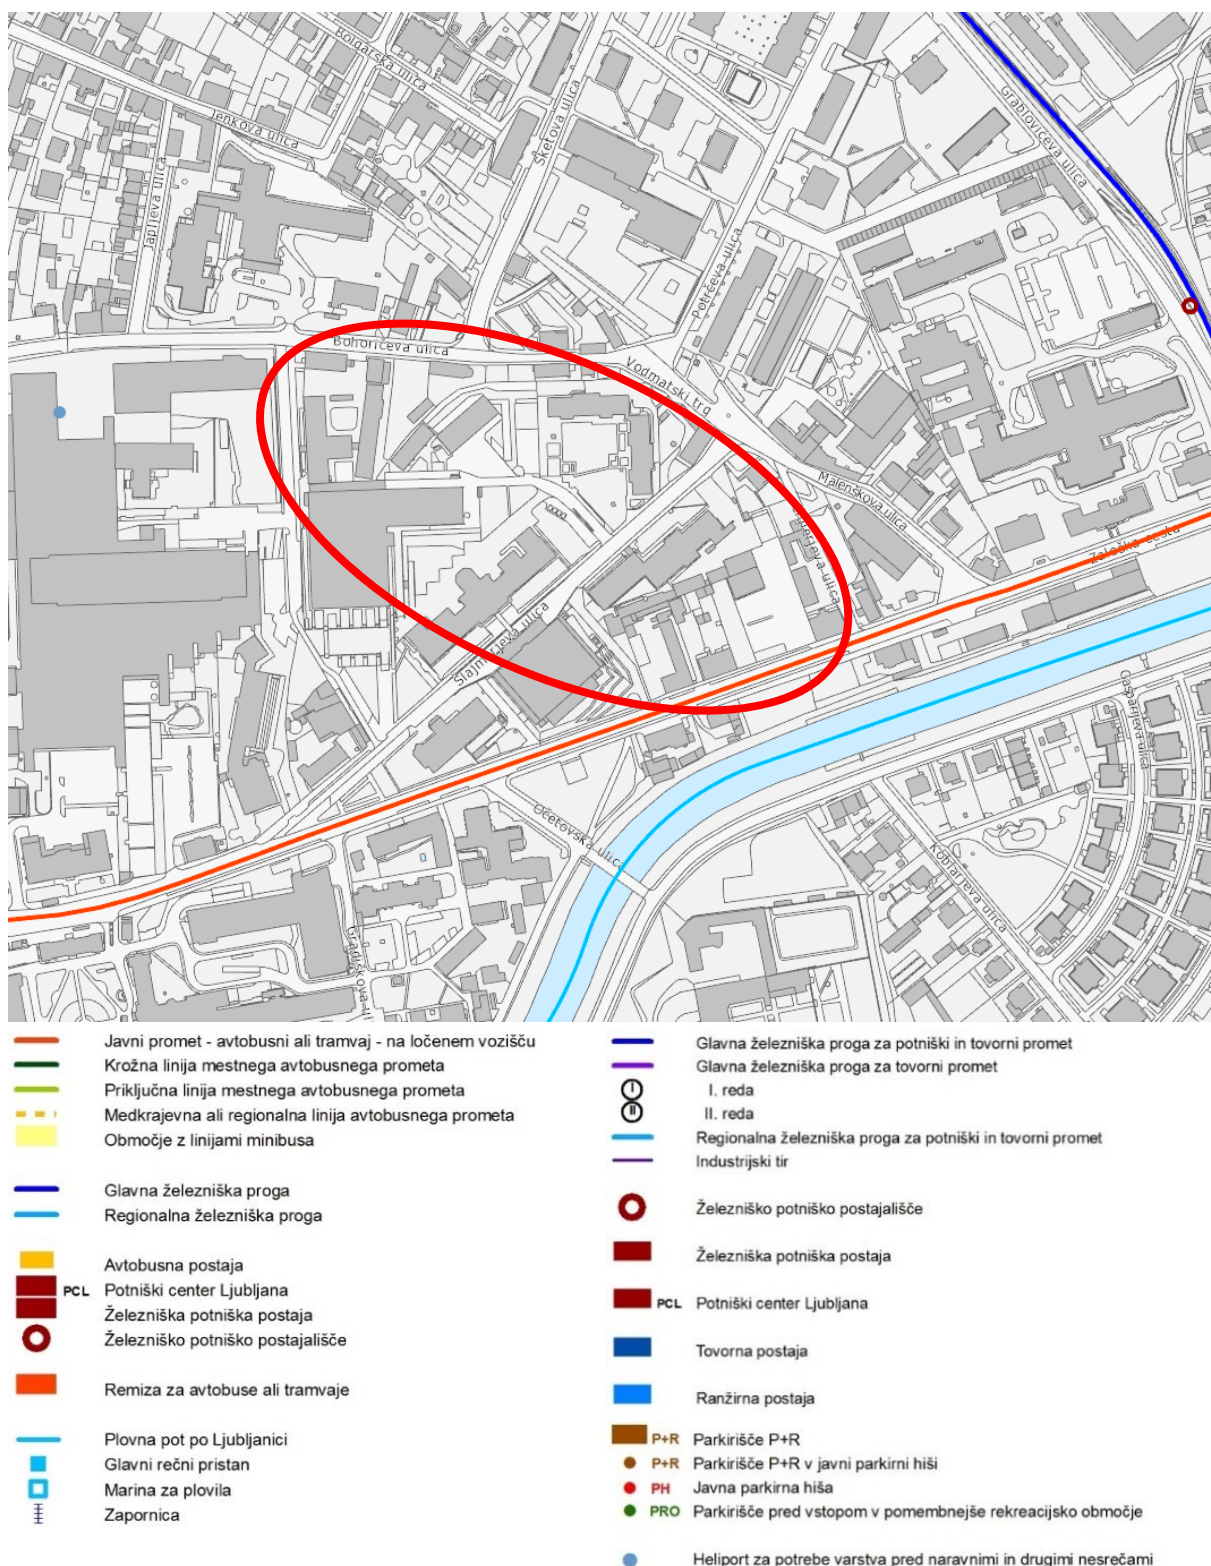 Bolgarska ulica
Jenkova ulica
Japljeva ulica
Sketova ulica
Grablovičeva ulica
Potrčeva ulica
Bohoričeva ulica
Vodmatski trg
Malenškova ulica
Zaloška cesta
Šlajmerjeva ulica
Gasparijeva ulica
Očetovska ulica
Koblarjeva ulica
Javni promet - avtobusni ali tramvaj - na ločenem vozišču
Krožna linija mestnega avtobusnega prometa
Priključna linija mestnega avtobusnega prometa
Medkrajevna ali regionalna linija avtobusnega prometa
Območje z linijami minibusa
Glavna železniška proga
Regionalna železniška proga
Avtobusna postaja
PCL Potniški center Ljubljana
Železniška potniška postaja
Železniško potniško postajališče
Remiza za avtobuse ali tramvaje
Plovna pot po Ljubljanici
Glavni rečni pristan
Marina za plovila
Zapornica
Glavna železniška proga za potniški in tovorni promet
Glavna železniška proga za tovorni promet
I I. reda
II II. reda
Regionalna železniška proga za potniški in tovorni promet
Industrijski tir
Železniško potniško postajališče
Železniška potniška postaja
PCL Potniški center Ljubljana
Tovorna postaja
Ranžirna postaja
P+R Parkirišče P+R
P+R Parkirišče P+R v javni parkirni hiši
PH Javna parkirna hiša
PRO Parkirišče pred vstopom v pomembnejše rekreacijsko območje
Heliport za potrebe varstva pred naravnimi in drugimi nesrečami